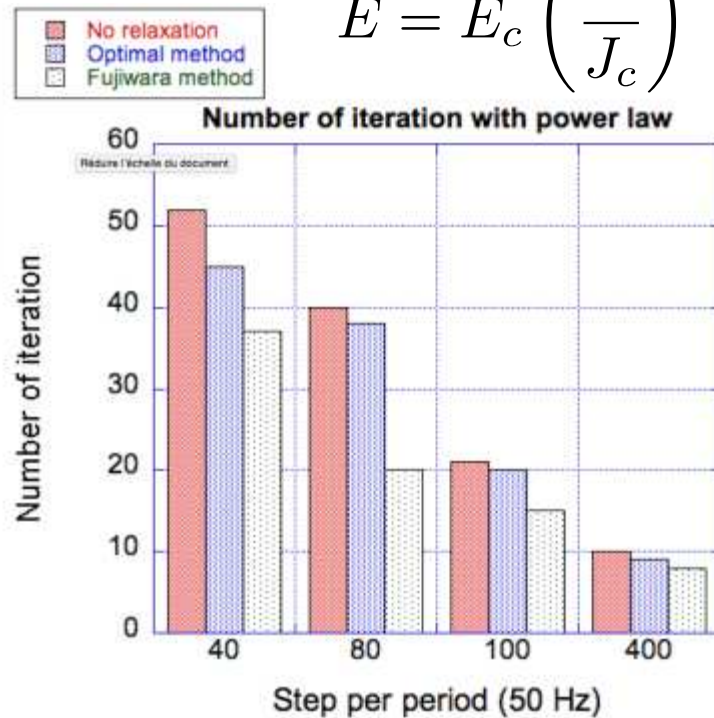 No relaxation
Optimal method
Fujiwara method
E = E_c ( / J_c )
Number of iteration with power law
Réduire l'échelle du document
60
50
40
30
20
10
0
Number of iteration
40 80 100 400
Step per period (50 Hz)